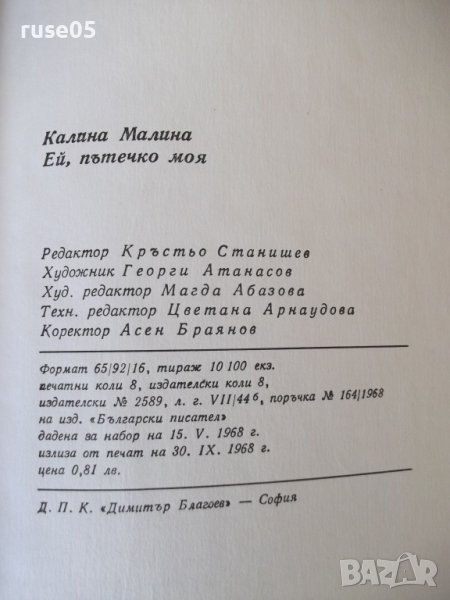 ruse05
Калина Малина
Ей, пътечко моя
Редактор Кръстьо Станишев
Художник Георги Атанасов
Худ. редактор Магда Абазова
Техн. редактор Цветана Арнаудова
Коректор Асен Браянов
Формат 65/92/16, тираж 10 100 екз.
печатни коли 8, издателски коли 8,
издателски № 2589, л. г. VII/44б, поръчка № 164/1968
на изд. «Български писател»
дадена за набор на 15. V. 1968 г.
излиза от печат на 30. IX. 1968 г.
цена 0,81 лв.
Д. П. К. «Димитър Благоев» — София
BAZAR